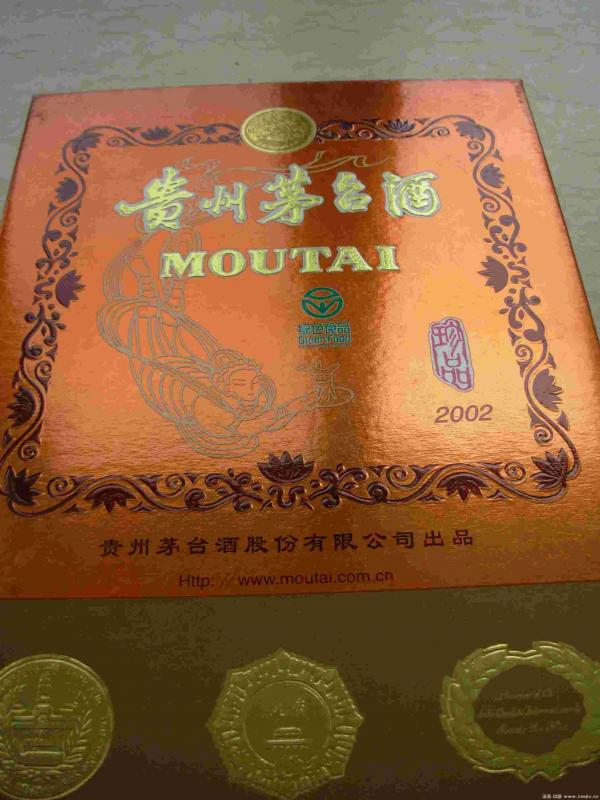 贵州茅台酒
MOUTAI
绿色食品
Green Food
珍品
2002
贵州茅台酒股份有限公司出品
Http://www.moutai.com.cn